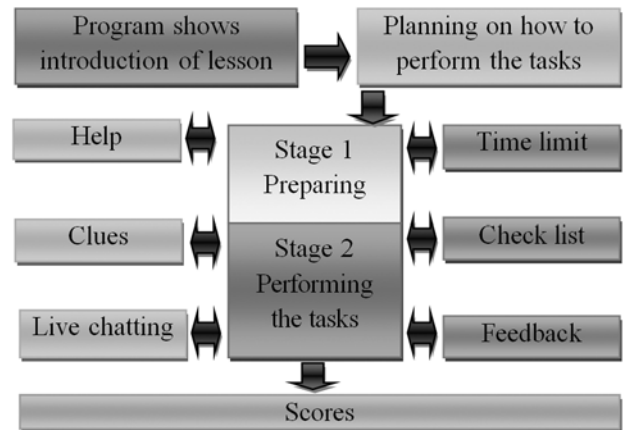 Program shows
introduction of lesson
Planning on how to
perform the tasks
Help
Stage 1
Preparing
Time limit
Clues
Stage 2
Performing
the tasks
Check list
Live chatting
Feedback
Scores